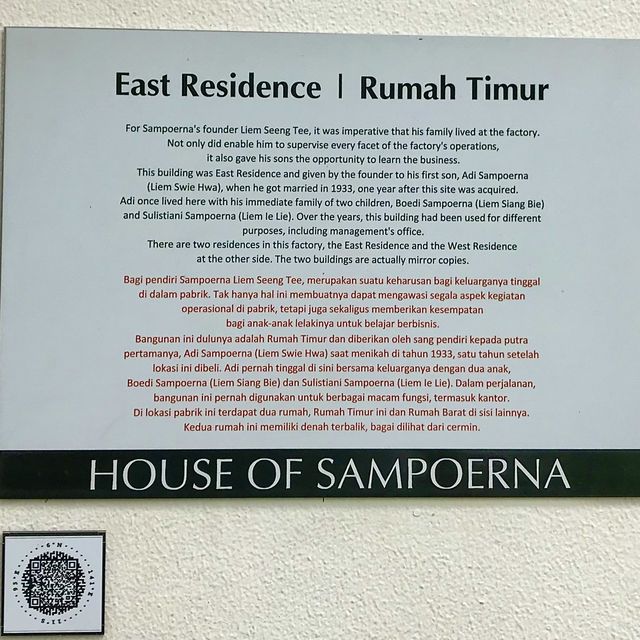 East Residence | Rumah Timur
For Sampoerna's founder Liem Seeng Tee, it was imperative that his family lived at the factory.
Not only did enable him to supervise every facet of the factory's operations,
it also gave his sons the opportunity to learn the business.
This building was East Residence and given by the founder to his first son, Adi Sampoerna
(Liem Swie Hwa), when he got married in 1933, one year after this site was acquired.
Adi once lived here with his immediate family of two children, Boedi Sampoerna (Liem Siang Bie)
and Sulistiani Sampoerna (Liem Ie Lie). Over the years, this building had been used for different
purposes, including management's office.
There are two residences in this factory, the East Residence and the West Residence
at the other side. The two buildings are actually mirror copies.
Bagi pendiri Sampoerna Liem Seeng Tee, merupakan suatu keharusan bagi keluarganya tinggal
di dalam pabrik. Tak hanya hal ini membuatnya dapat mengawasi segala aspek kegiatan
operasional di pabrik, tetapi juga sekaligus memberikan kesempatan
bagi anak-anak lelakinya untuk belajar berbisnis.
Bangunan ini dulunya adalah Rumah Timur dan diberikan oleh sang pendiri kepada putra
pertamanya, Adi Sampoerna (Liem Swie Hwa) saat menikah di tahun 1933, satu tahun setelah
lokasi ini dibeli. Adi pernah tinggal di sini bersama keluarganya dengan dua anak,
Boedi Sampoerna (Liem Siang Bie) dan Sulistiani Sampoerna (Liem Ie Lie). Dalam perjalanan,
bangunan ini pernah digunakan untuk berbagai macam fungsi, termasuk kantor.
Di lokasi pabrik ini terdapat dua rumah, Rumah Timur ini dan Rumah Barat di sisi lainnya.
Kedua rumah ini memiliki denah terbalik, bagai dilihat dari cermin.
HOUSE OF SAMPOERNA
6°N
95°E
141°E
11°S